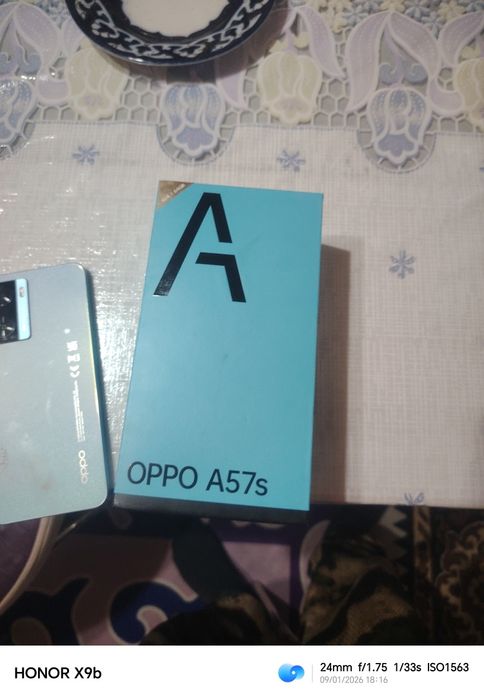 A
OPPO A57s
oppo
HONOR X9b
24mm f/1.75 1/33s ISO1563
09/01/2026 18:16